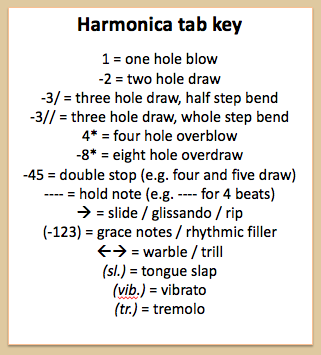 Harmonica tab key
1 = one hole blow
-2 = two hole draw
-3/ = three hole draw, half step bend
-3// = three hole draw, whole step bend
4* = four hole overblow
-8* = eight hole overdraw
-45 = double stop (e.g. four and five draw)
---- = hold note (e.g. ---- for 4 beats)
→ = slide / glissando / rip
(-123) = grace notes / rhythmic filler
←→ = warble / trill
(sl.) = tongue slap
(vib.) = vibrato
(tr.) = tremolo